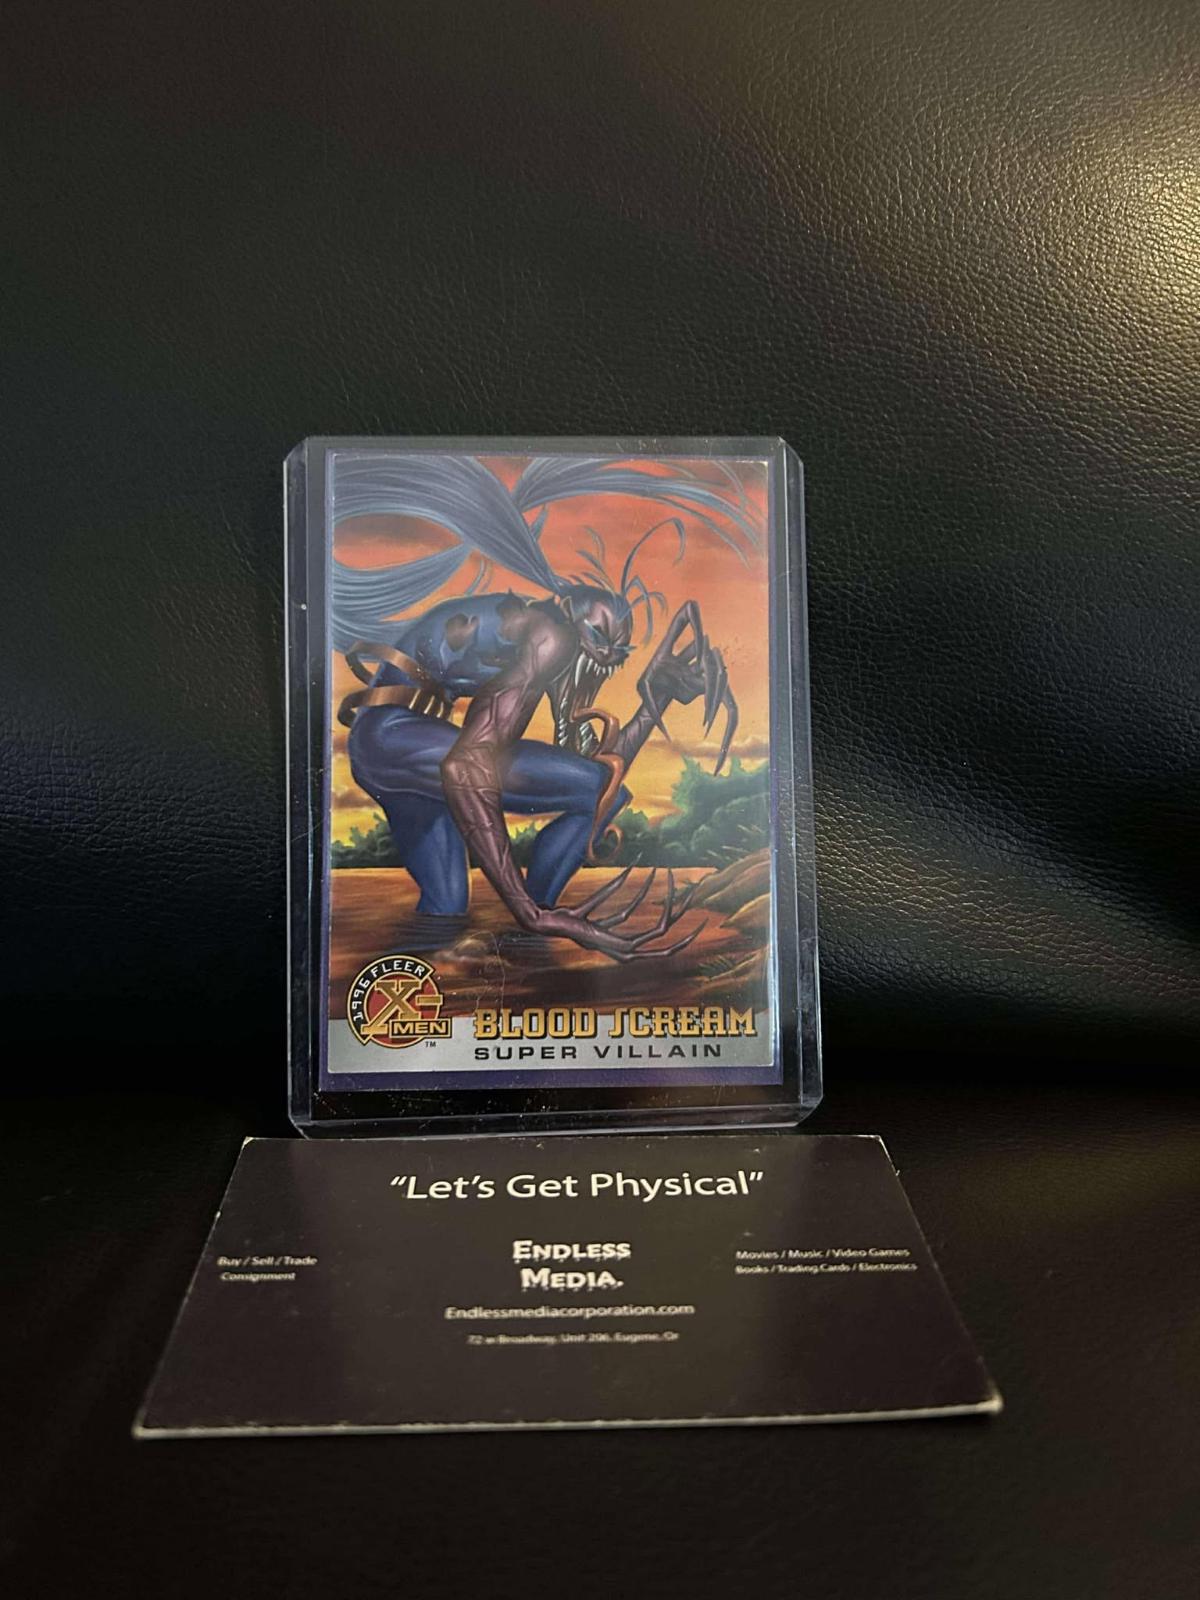 1996 FLEER
X-MEN
™
BLOOD SCREAM
SUPER VILLAIN
“Let's Get Physical”
Buy / Sell / Trade
Consignment
ENDLESS
MEDIA.
Movies / Music / Video Games
Books / Trading Cards / Electronics
Endlessmediacorporation.com
72 w Broadway, Unit 206, Eugene, Or